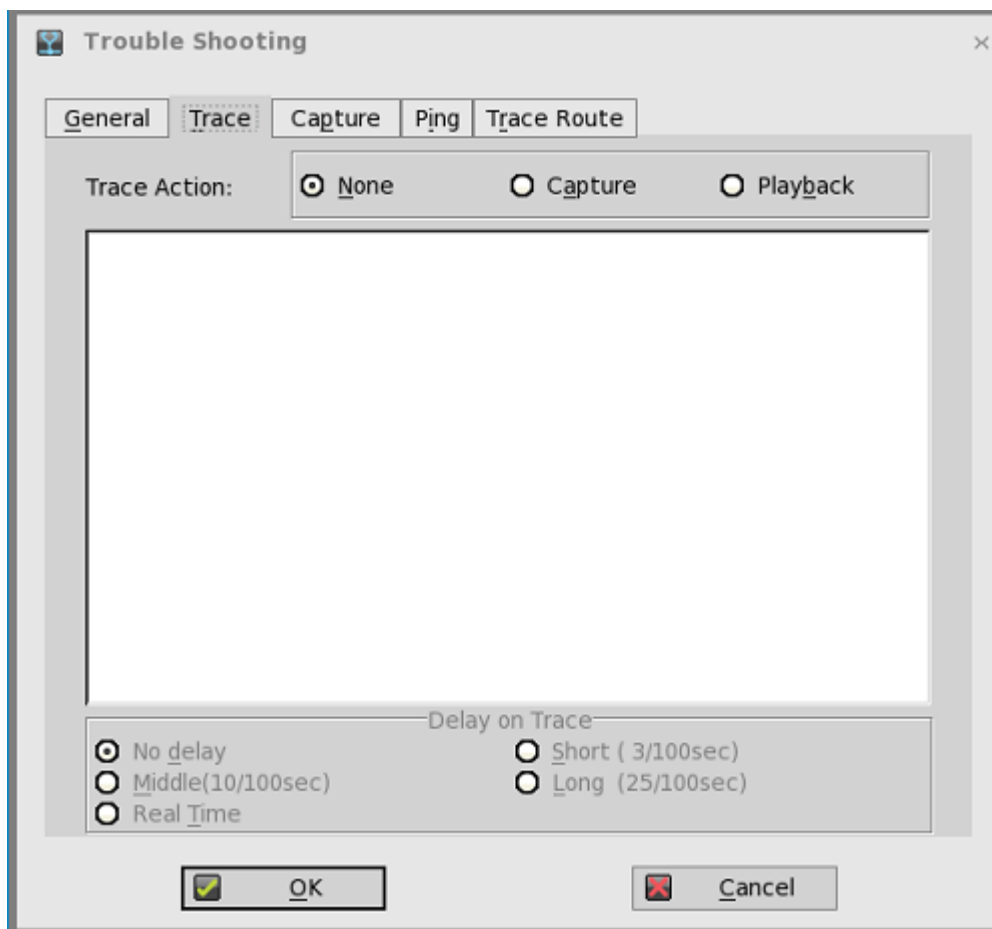 Trouble Shooting
General Trace Capture Ping Trace Route
Trace Action: None Capture Playback
Delay on Trace
No delay Short ( 3/100sec)
Middle(10/100sec) Long (25/100sec)
Real Time
OK Cancel